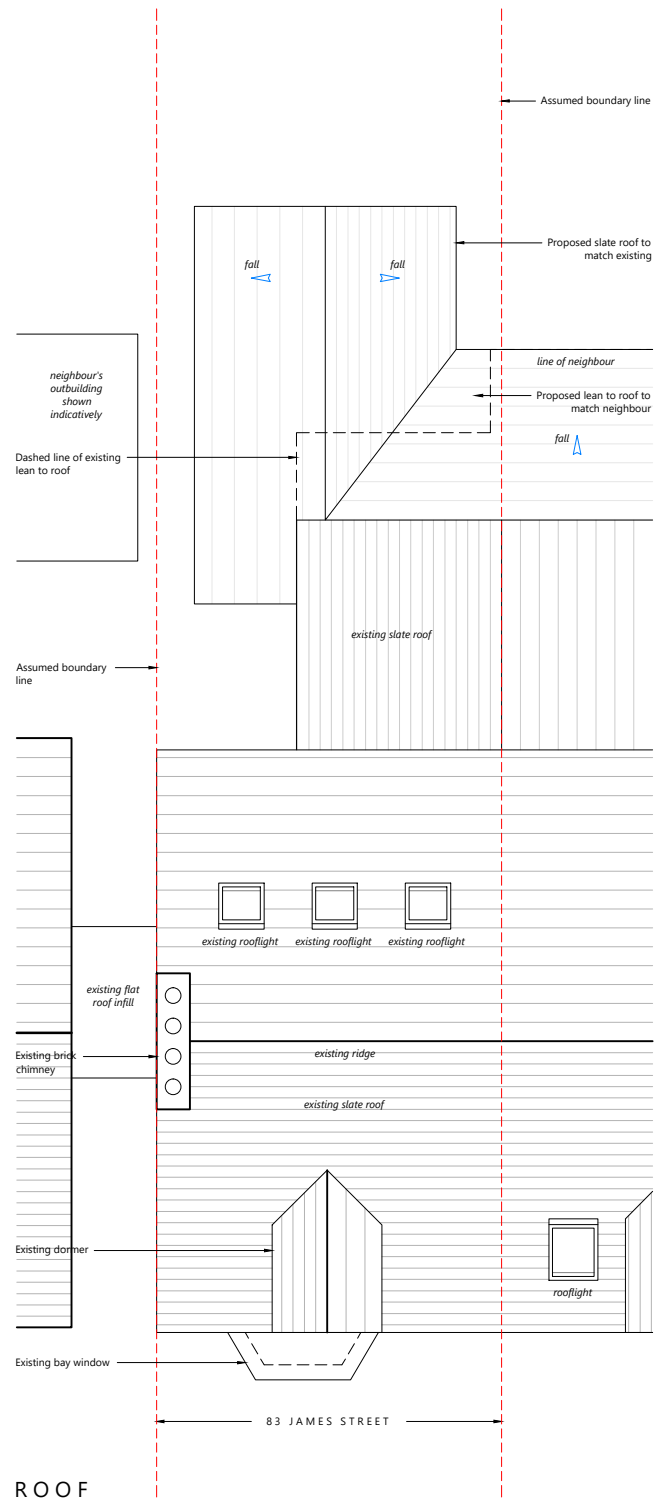 Assumed boundary line
Proposed slate roof to
match existing
fall
fall
line of neighbour
neighbour's
outbuilding
shown
indicatively
Proposed lean to roof to
match neighbour
fall
Dashed line of existing
lean to roof
existing slate roof
Assumed boundary
line
existing rooflight
existing rooflight
existing rooflight
existing flat
roof infill
Existing brick
chimney
existing ridge
existing slate roof
Existing dormer
rooflight
Existing bay window
83 JAMES STREET
ROOF